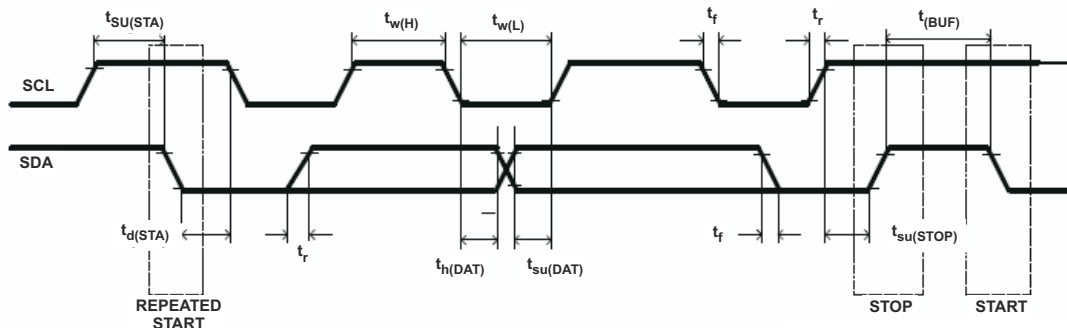 tSU(STA)
tw(H)
tw(L)
tf
tr
t(BUF)
SCL
SDA
td(STA)
tr
th(DAT)
tsu(DAT)
tf
tsu(STOP)
REPEATED
START
STOP
START